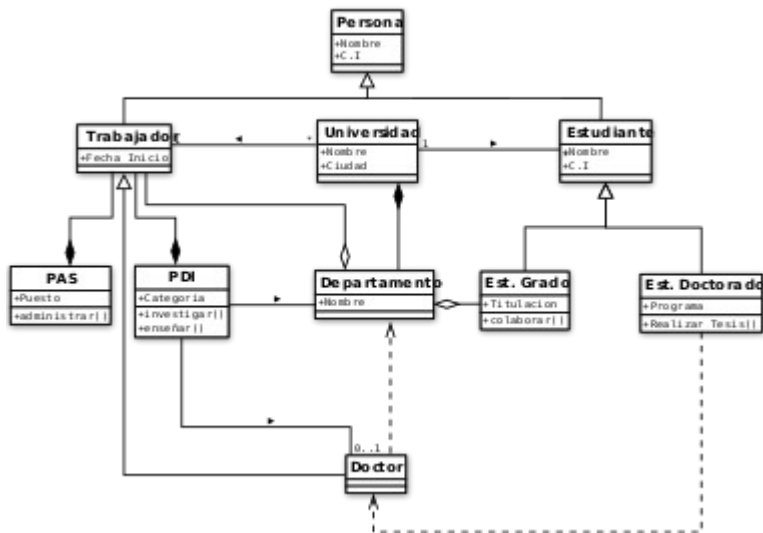 Persona
+Nombre
+C.I
Trabajador
+Fecha Inicio
*
Universidad
+Nombre
+Ciudad
1
Estudiante
+Nombre
+C.I
PAS
+Puesto
+administrar()
PDI
+Categoria
+investigar()
+enseñar()
Departamento
+Nombre
Est. Grado
+Titulacion
+colaborar()
Est. Doctorado
+Programa
+Realizar Tesis()
0..1
Doctor